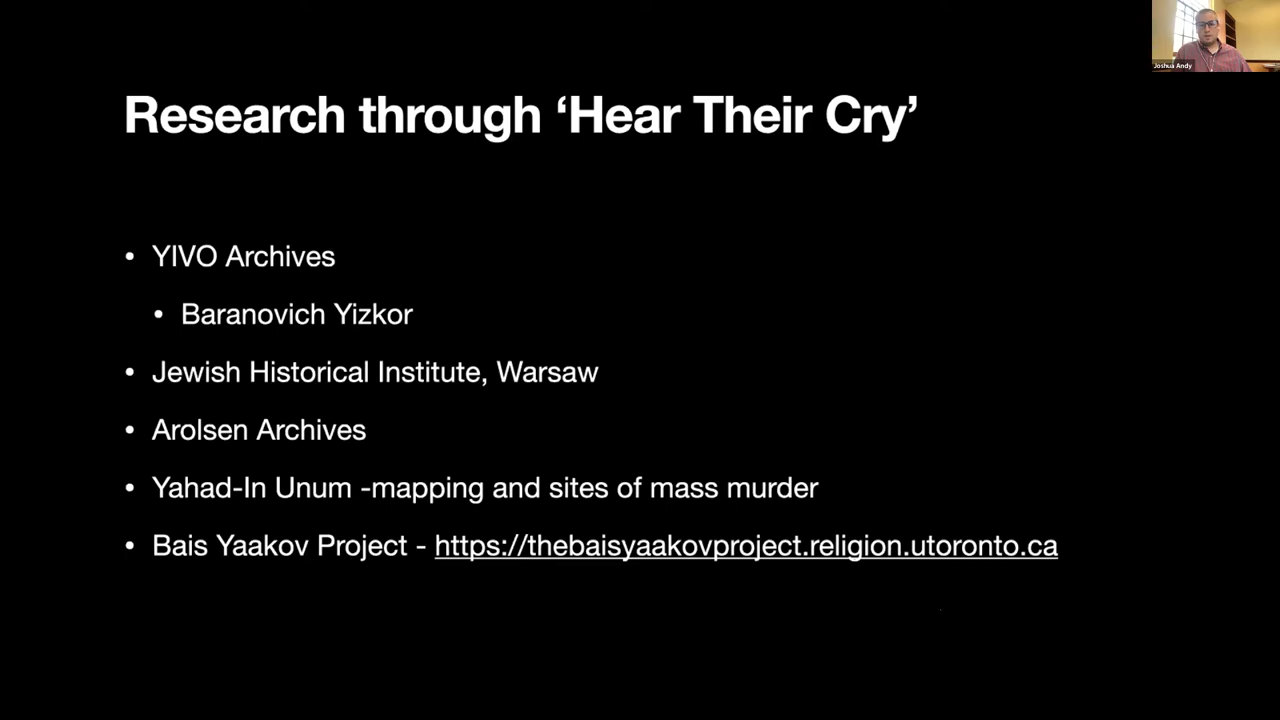 Joshua Andy
Research through ‘Hear Their Cry’
• YIVO Archives
• Baranovich Yizkor
• Jewish Historical Institute, Warsaw
• Arolsen Archives
• Yahad-In Unum -mapping and sites of mass murder
• Bais Yaakov Project - https://thebaisyaakovproject.religion.utoronto.ca